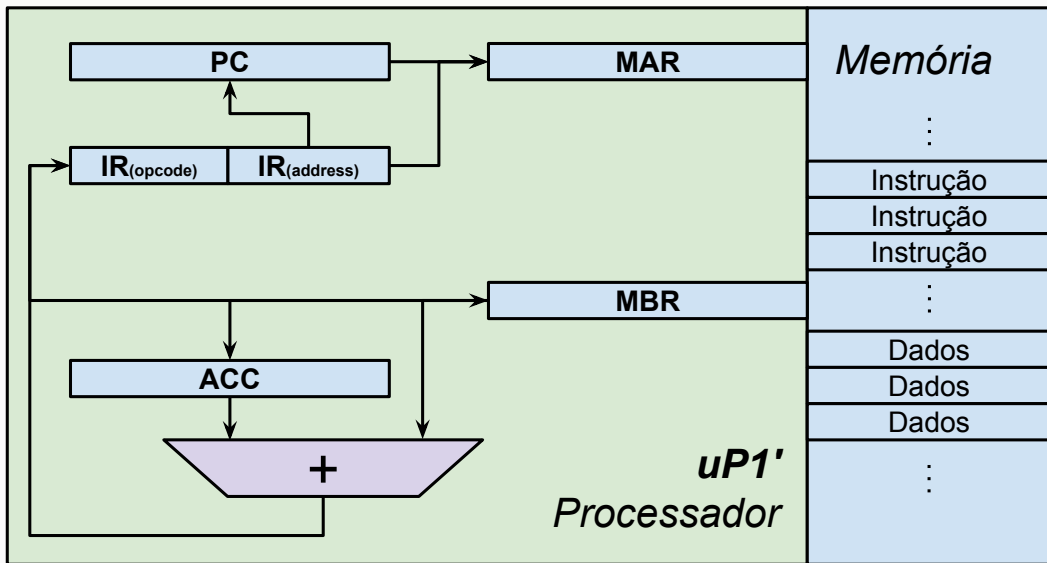 PC
MAR
Memória
⋮
IR(opcode)
IR(address)
Instrução
Instrução
Instrução
MBR
⋮
Dados
ACC
Dados
Dados
+
uP1'
Processador
⋮